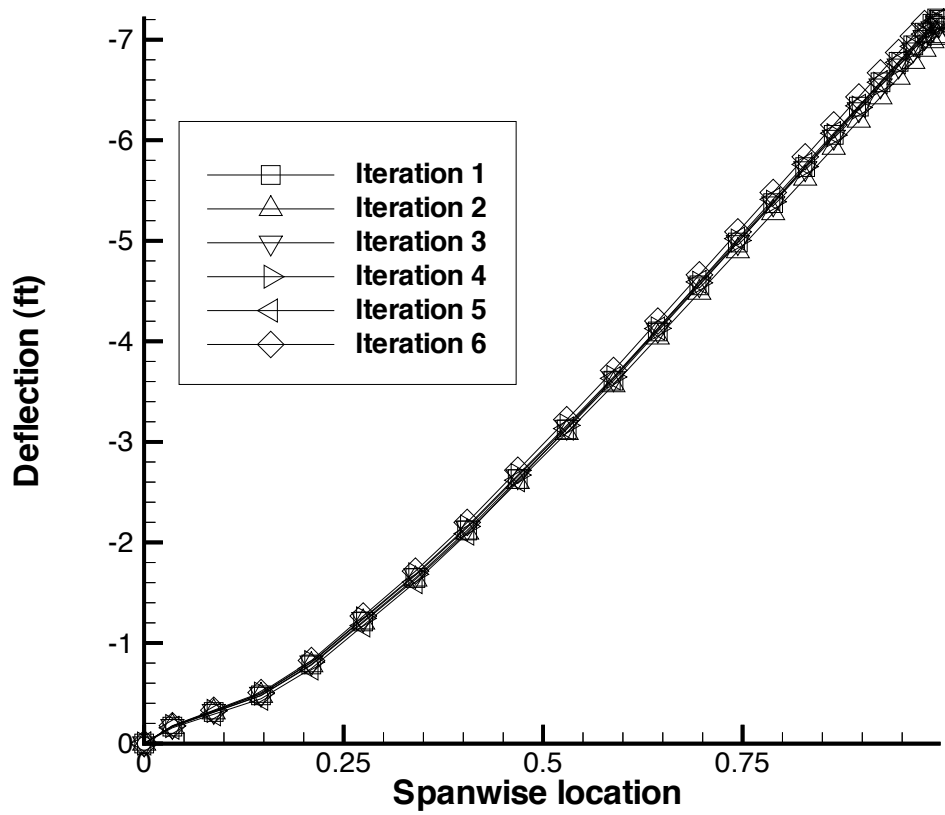 -7
-6
-5
-4
-3
-2
-1
0
Deflection (ft)
Iteration 1
Iteration 2
Iteration 3
Iteration 4
Iteration 5
Iteration 6
0 0.25 0.5 0.75
Spanwise location